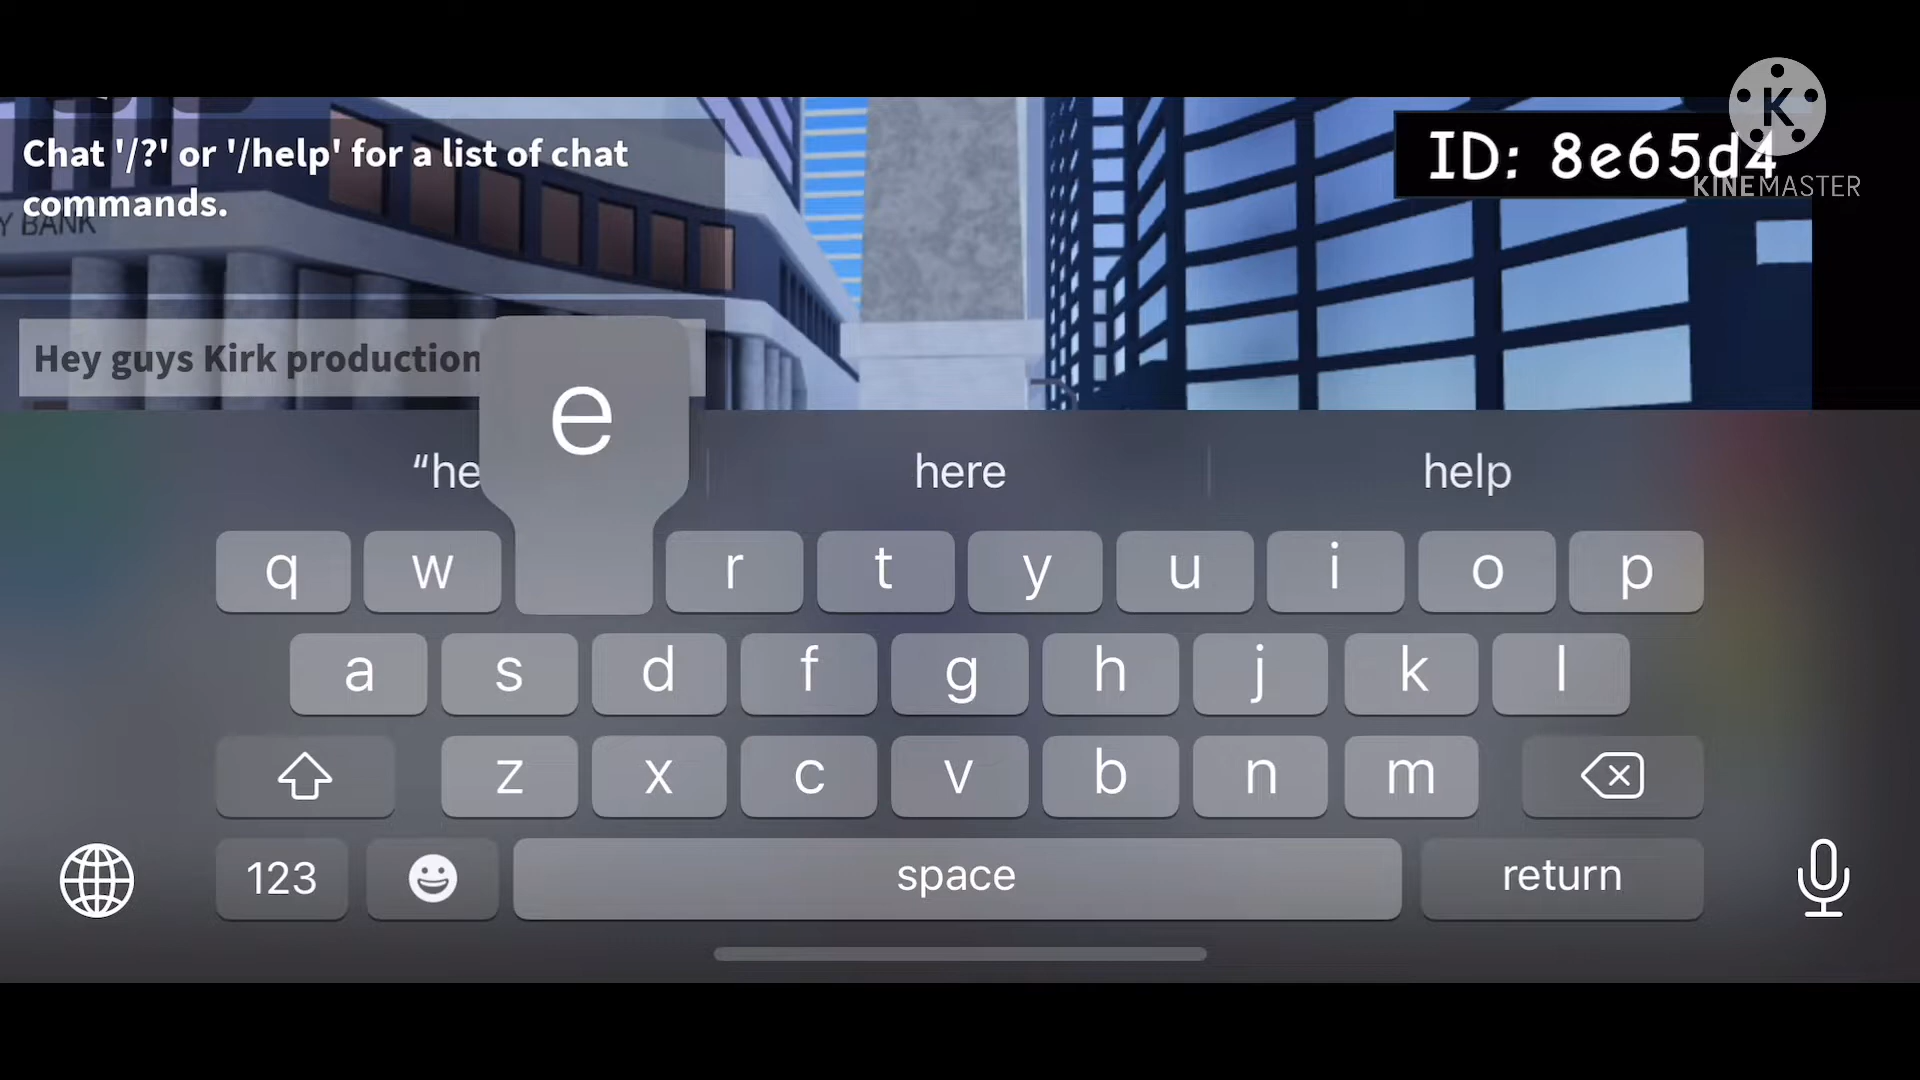 Chat '/?' or '/help' for a list of chat
commands.
Y BANK
ID: 8e65d4
K
KINEMASTER
Hey guys Kirk production
e
“he
here
help
q w r t y u i o p
a s d f g h j k l
z x c v b n m
123
space
return